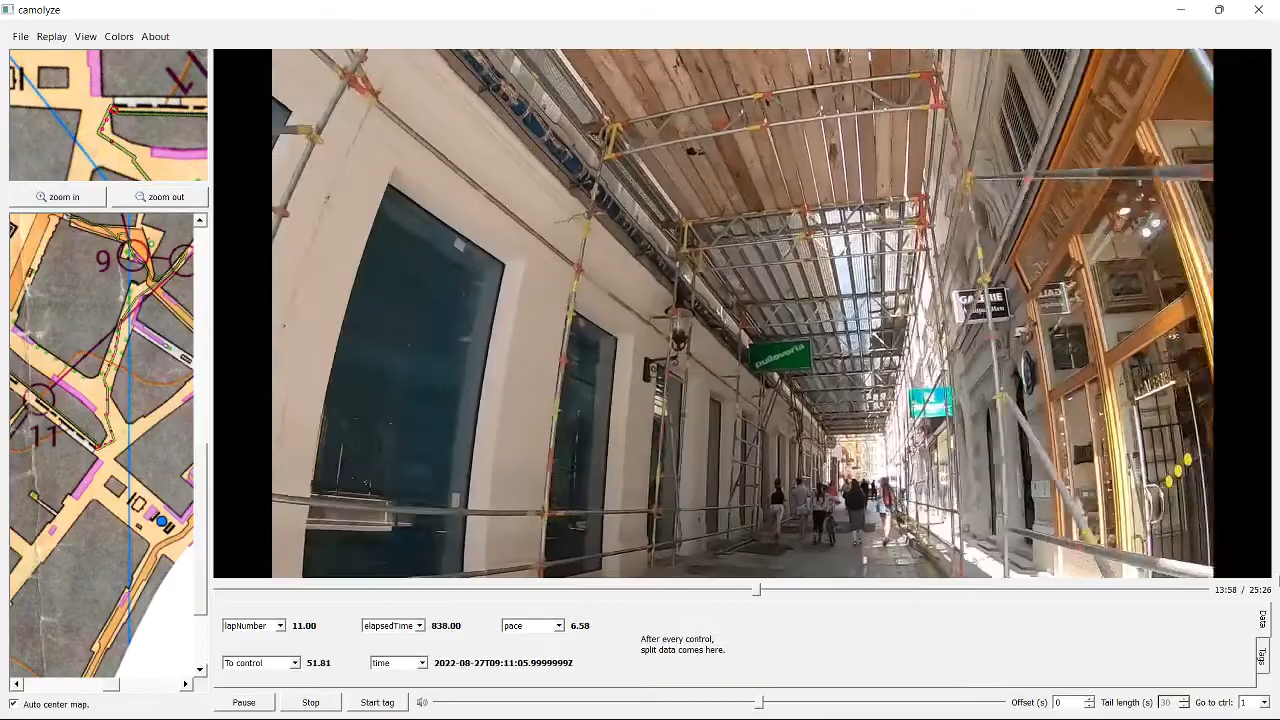 camolyze
File Replay View Colors About
zoom in zoom out
9
11
GALERIE
pulloveria
13:58 / 25:26
lapNumber 11.00 elapsedTime 838.00 pace 6.58
After every control,
split data comes here.
To control 51.81 time 2022-08-27T09:11:05.9999999Z
Data
Tags
Auto center map.
Pause Stop Start tag Offset (s) 0 Tail length (s) 30 Go to ctrl: 1